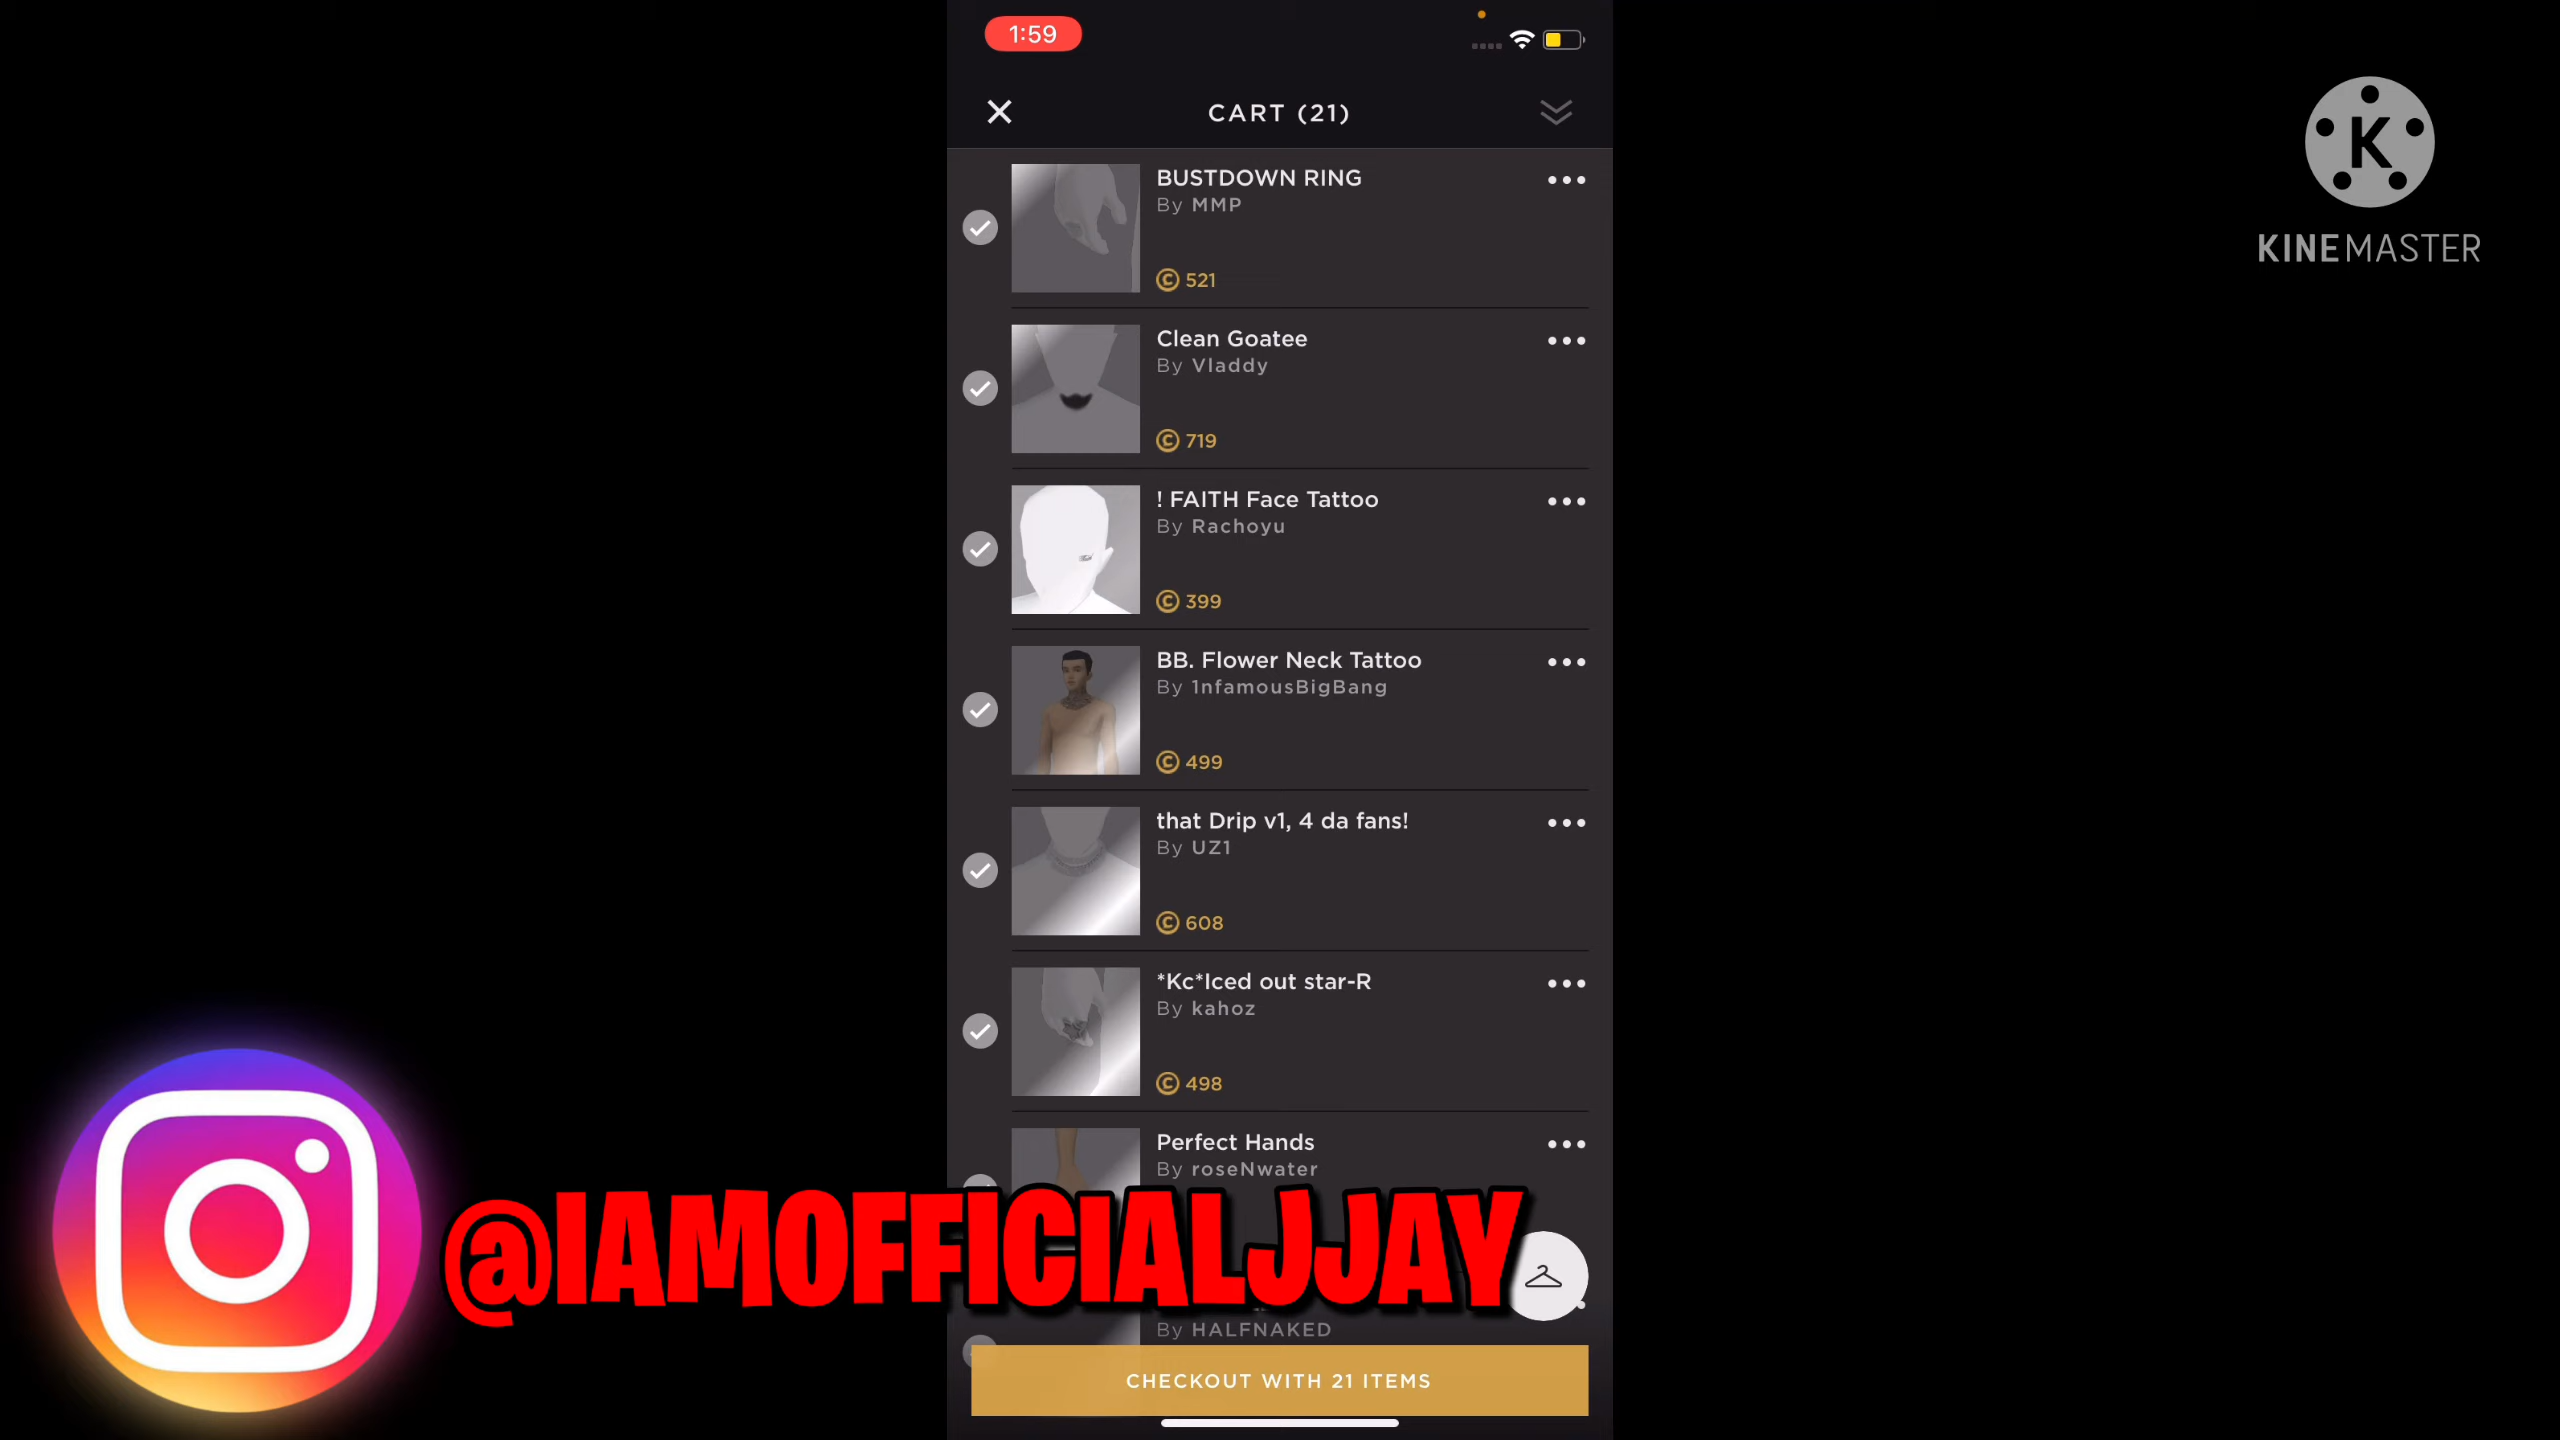 1:59
CART (21)
K
KINEMASTER
BUSTDOWN RING
By MMP
© 521
Clean Goatee
By Vladdy
© 719
! FAITH Face Tattoo
By Rachoyu
© 399
BB. Flower Neck Tattoo
By 1nfamousBigBang
© 499
that Drip v1, 4 da fans!
By UZ1
© 608
*Kc*Iced out star-R
By kahoz
© 498
Perfect Hands
By roseNwater
@IAMOFFICIALJJAY
By HALFNAKED
CHECKOUT WITH 21 ITEMS